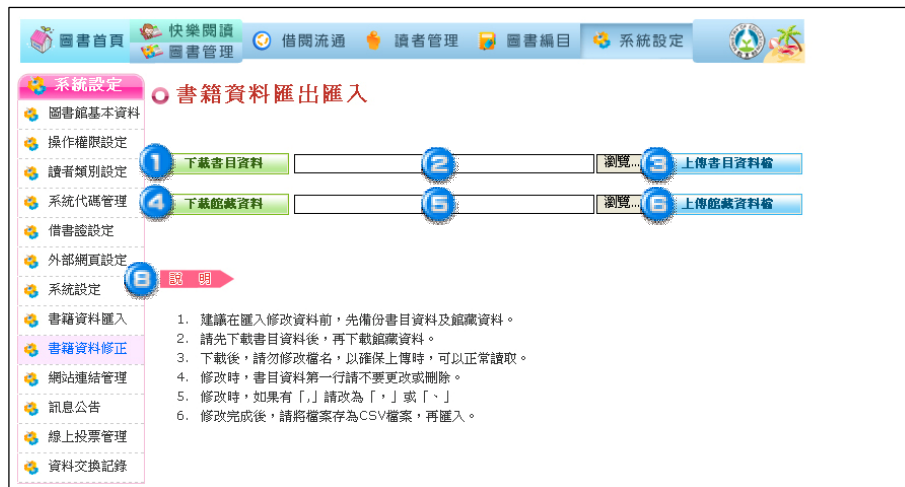 圖書首頁
快樂閱讀
圖書管理
借閱流通
讀者管理
圖書編目
系統設定
系統設定
圖書館基本資料
操作權限設定
讀者類別設定
系統代碼管理
借書證設定
外部網頁設定
系統設定
書籍資料匯入
書籍資料修正
網站連結管理
訊息公告
線上投票管理
資料交換記錄
書籍資料匯出匯入
1 下載書目資料 2 瀏覽... 3 上傳書目資料檔
4 下載館藏資料 5 瀏覽... 6 上傳館藏資料檔
8 說 明
1. 建議在匯入修改資料前，先備份書目資料及館藏資料。
2. 請先下載書目資料後，再下載館藏資料。
3. 下載後，請勿修改檔名，以確保上傳時，可以正常讀取。
4. 修改時，書目資料第一行請不要更改或刪除。
5. 修改時，如果有「,」請改為「，」或「、」
6. 修改完成後，請將檔案存為CSV檔案，再匯入。